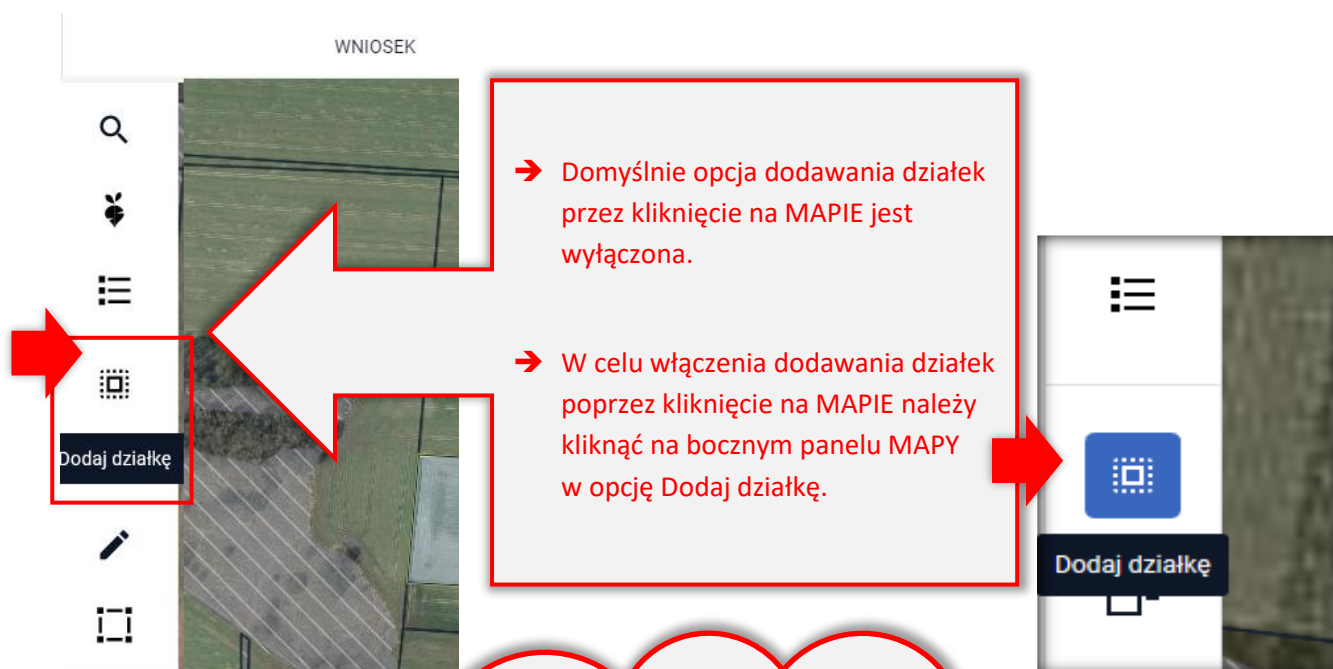 WNIOSEK
➔ Domyślnie opcja dodawania działek
przez kliknięcie na MAPIE jest
wyłączona.
➔ W celu włączenia dodawania działek
poprzez kliknięcie na MAPIE należy
kliknąć na bocznym panelu MAPY
w opcję Dodaj działkę.
Dodaj działkę
Dodaj działkę